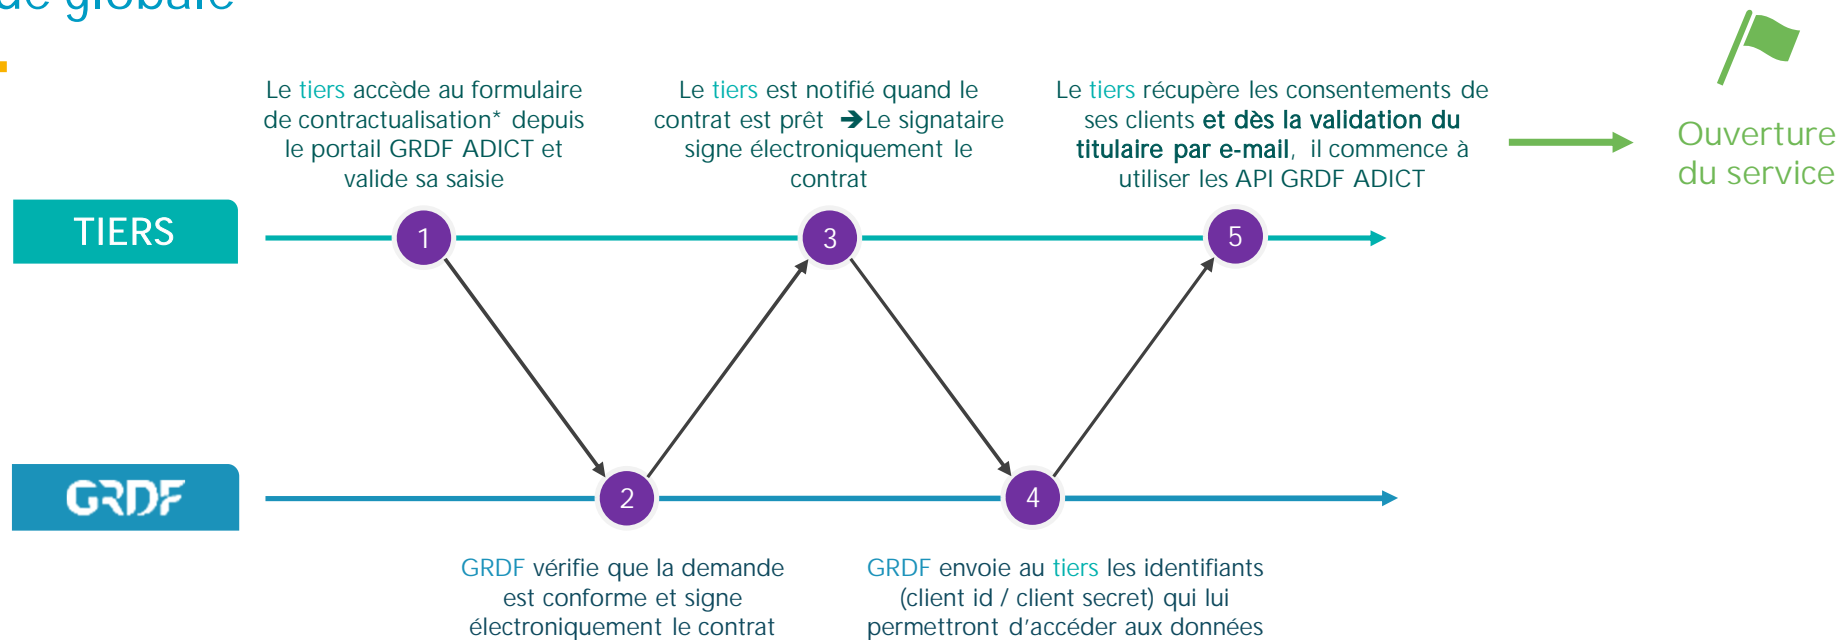 de globale
Le tiers accède au formulaire
de contractualisation* depuis
le portail GRDF ADICT et
valide sa saisie
Le tiers est notifié quand le
contrat est prêt ➔Le signataire
signe électroniquement le
contrat
Le tiers récupère les consentements de
ses clients et dès la validation du
titulaire par e-mail, il commence à
utiliser les API GRDF ADICT
Ouverture
du service
TIERS
1
3
5
GRDF
2
4
GRDF vérifie que la demande
est conforme et signe
électroniquement le contrat
GRDF envoie au tiers les identifiants
(client id / client secret) qui lui
permettront d’accéder aux données